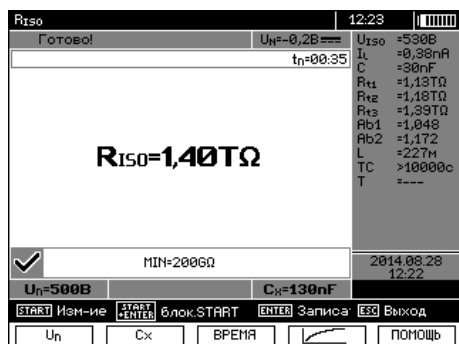 RISO 12:23
Готово! UN=-0,2В
tn=00:35
RISO=1,40TΩ
UISO =530В
IL =0,38nA
C =30nF
Rt1 =1,13TΩ
Rt2 =1,18TΩ
Rt3 =1,39TΩ
Ab1 =1,048
Ab2 =1,172
L =227м
TC >10000с
T =---
MIN=200GΩ
2014.08.28
12:22
Un=500В CX=130nF
START Изм-ие START +ENTER блок.START ENTER Записа ESC Выход
Un Cx ВРЕМЯ ПОМОЩЬ